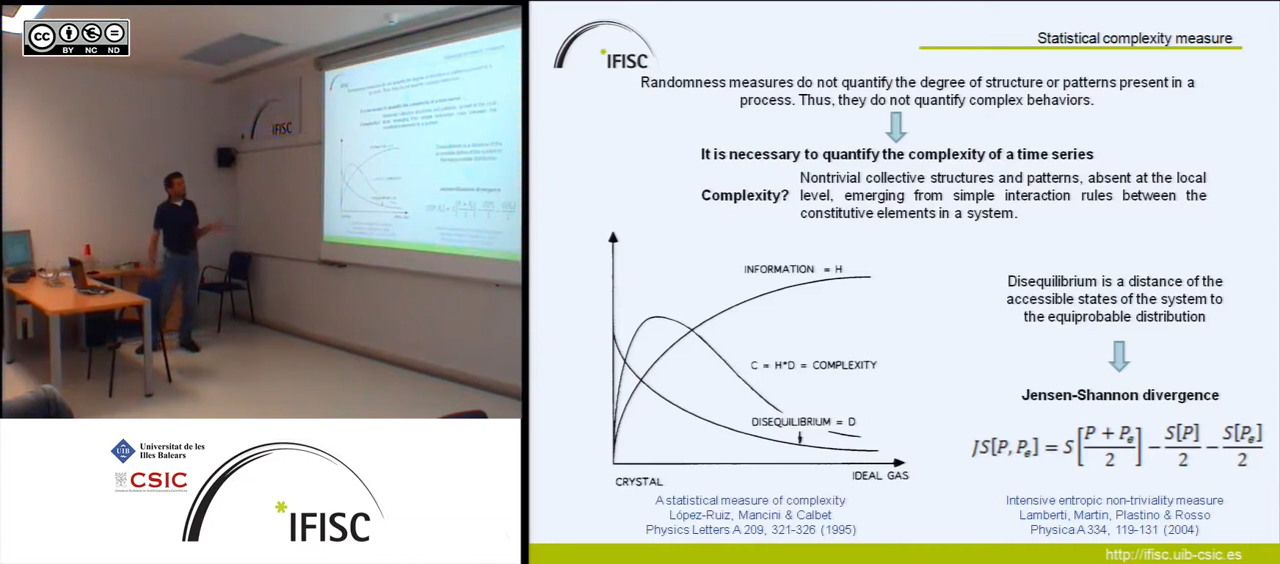 cc
BY NC ND
IFISC
Universitat de les
Illes Balears
UIB
CSIC
IFISC
IFISC
Statistical complexity measure
Randomness measures do not quantify the degree of structure or patterns present in a
process. Thus, they do not quantify complex behaviors.
It is necessary to quantify the complexity of a time series
Complexity?
Nontrivial collective structures and patterns, absent at the local
level, emerging from simple interaction rules between the
constitutive elements in a system.
INFORMATION = H
C = H*D = COMPLEXITY
DISEQUILIBRIUM = D
CRYSTAL
IDEAL GAS
A statistical measure of complexity
López-Ruiz, Mancini & Calbet
Physics Letters A 209, 321-326 (1995)
Disequilibrium is a distance of the
accessible states of the system to
the equiprobable distribution
Jensen-Shannon divergence
JS[P, Pe] = S[(P + Pe)/2] − S[P]/2 − S[Pe]/2
Intensive entropic non-triviality measure
Lamberti, Martin, Plastino & Rosso
Physica A 334, 119-131 (2004)
http://ifisc.uib-csic.es